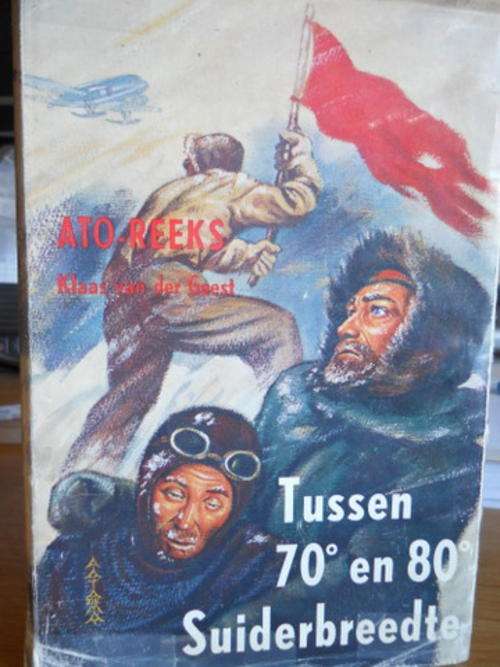 ATO-REEKS
Klaas van der Geest
Tussen
70° en 80°
Suiderbreedte